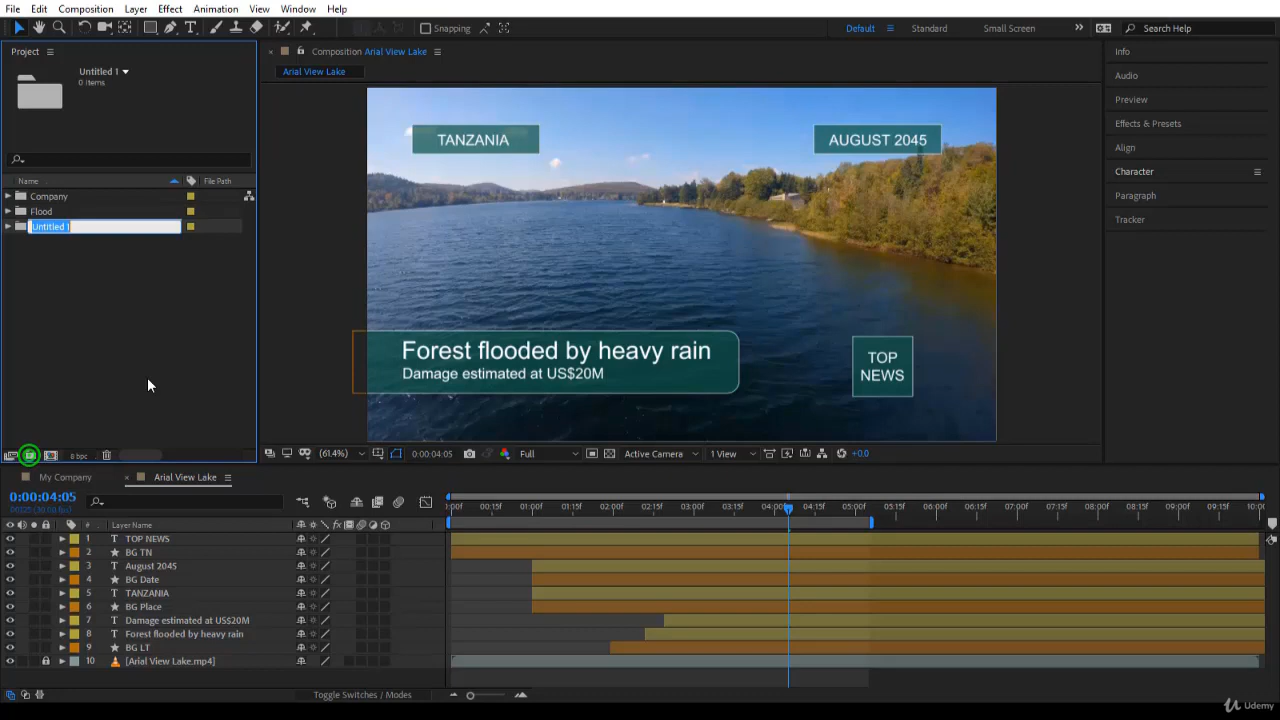 File Edit Composition Layer Effect Animation View Window Help
Snapping Default Standard Small Screen Search Help
Project
Untitled 1
0 Items
Name File Path
Company
Flood
Untitled 1
8 bpc
Composition Arial View Lake
Arial View Lake
TANZANIA
AUGUST 2045
Forest flooded by heavy rain
Damage estimated at US$20M
TOP
NEWS
(61.4%) 0:00:04:05 Full Active Camera 1 View +0.0
Info
Audio
Preview
Effects & Presets
Align
Character
Paragraph
Tracker
My Company Arial View Lake
0:00:04:05
# Layer Name
:00f 00:15f 01:00f 01:15f 02:00f 02:15f 03:00f 03:15f 04:00f 04:15f 05:00f 05:15f 06:00f 06:15f 07:00f 07:15f 08:00f 08:15f 09:00f 09:15f 10:00
1 T TOP NEWS
2 BG TN
3 T August 2045
4 BG Date
5 T TANZANIA
6 BG Place
7 T Damage estimated at US$20M
8 T Forest flooded by heavy rain
9 BG LT
10 [Arial View Lake.mp4]
Toggle Switches / Modes
Udemy